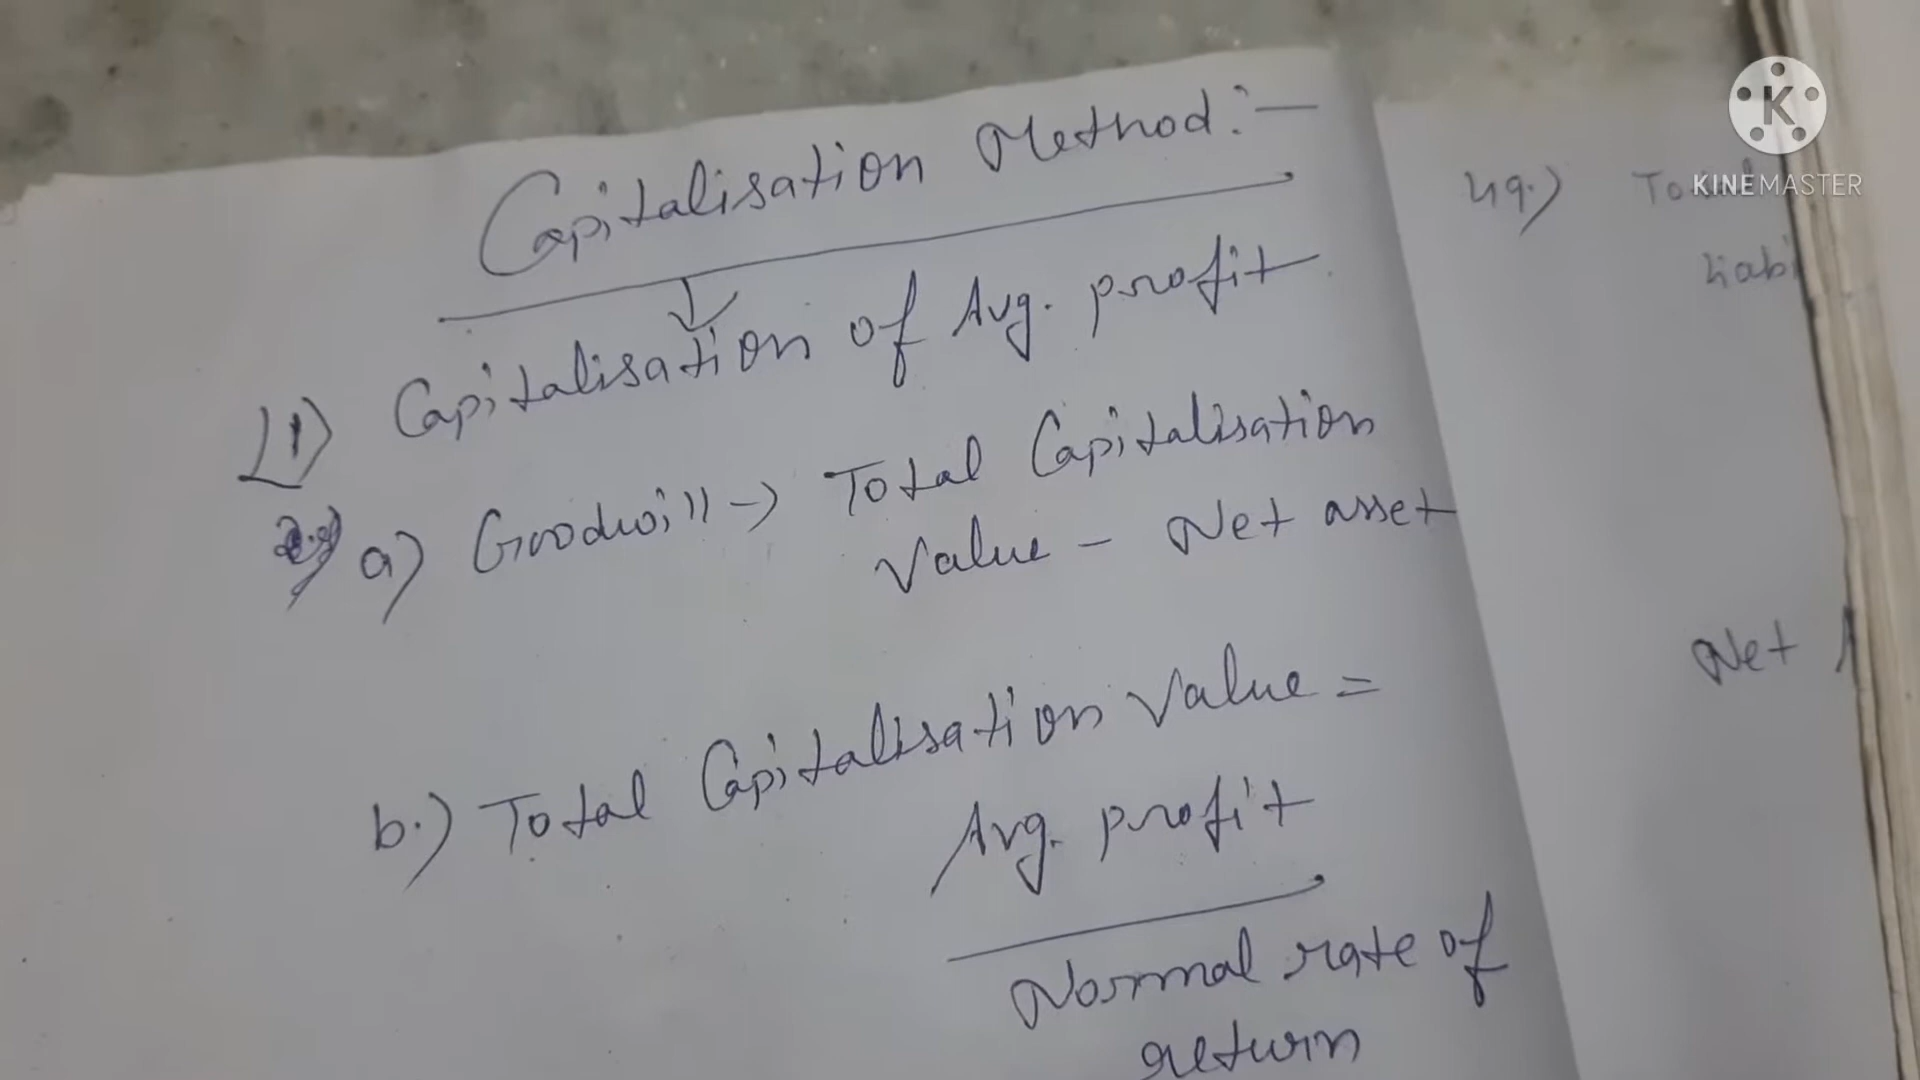 Capitalisation Method:-
[1) Capitalisation of Avg. profit
a) Goodwill -> Total Capitalisation
Value - Net asset
b.) Total Capitalisation Value =
Avg. profit
Normal rate of
return
49.)
Net
K
KINEMASTER